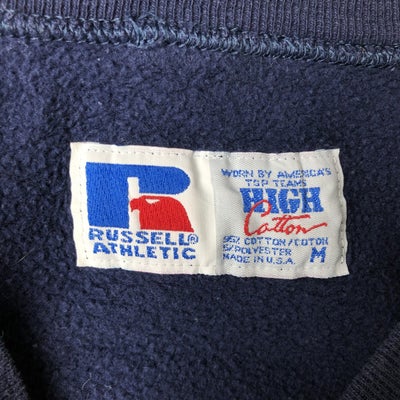 RUSSELL®
ATHLETIC
WORN BY AMERICA'S
TOP TEAMS
HIGH
Cotton
95% COTTON/COTON
5% POLYESTER
MADE IN U.S.A. M